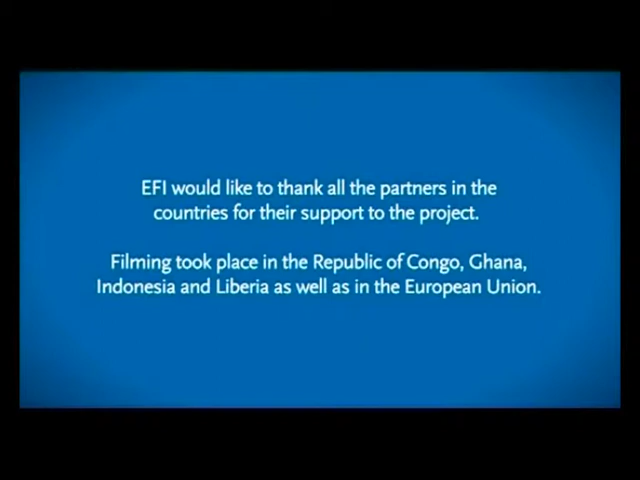 EFI would like to thank all the partners in the
countries for their support to the project.
Filming took place in the Republic of Congo, Ghana,
Indonesia and Liberia as well as in the European Union.